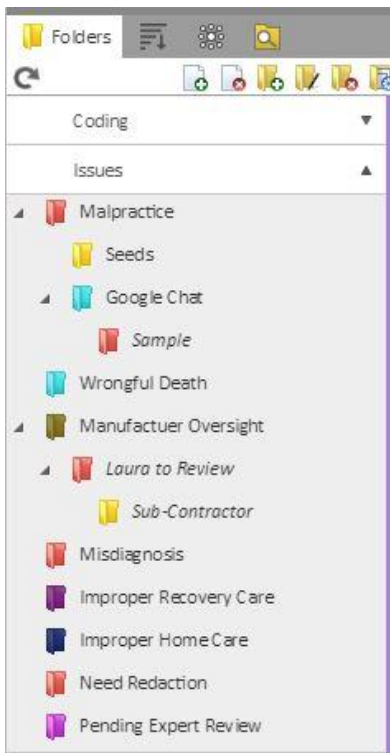 Folders
Coding
Issues
Malpractice
Seeds
Google Chat
Sample
Wrongful Death
Manufactuer Oversight
Laura to Review
Sub-Contractor
Misdiagnosis
Improper Recovery Care
Improper Home Care
Need Redaction
Pending Expert Review